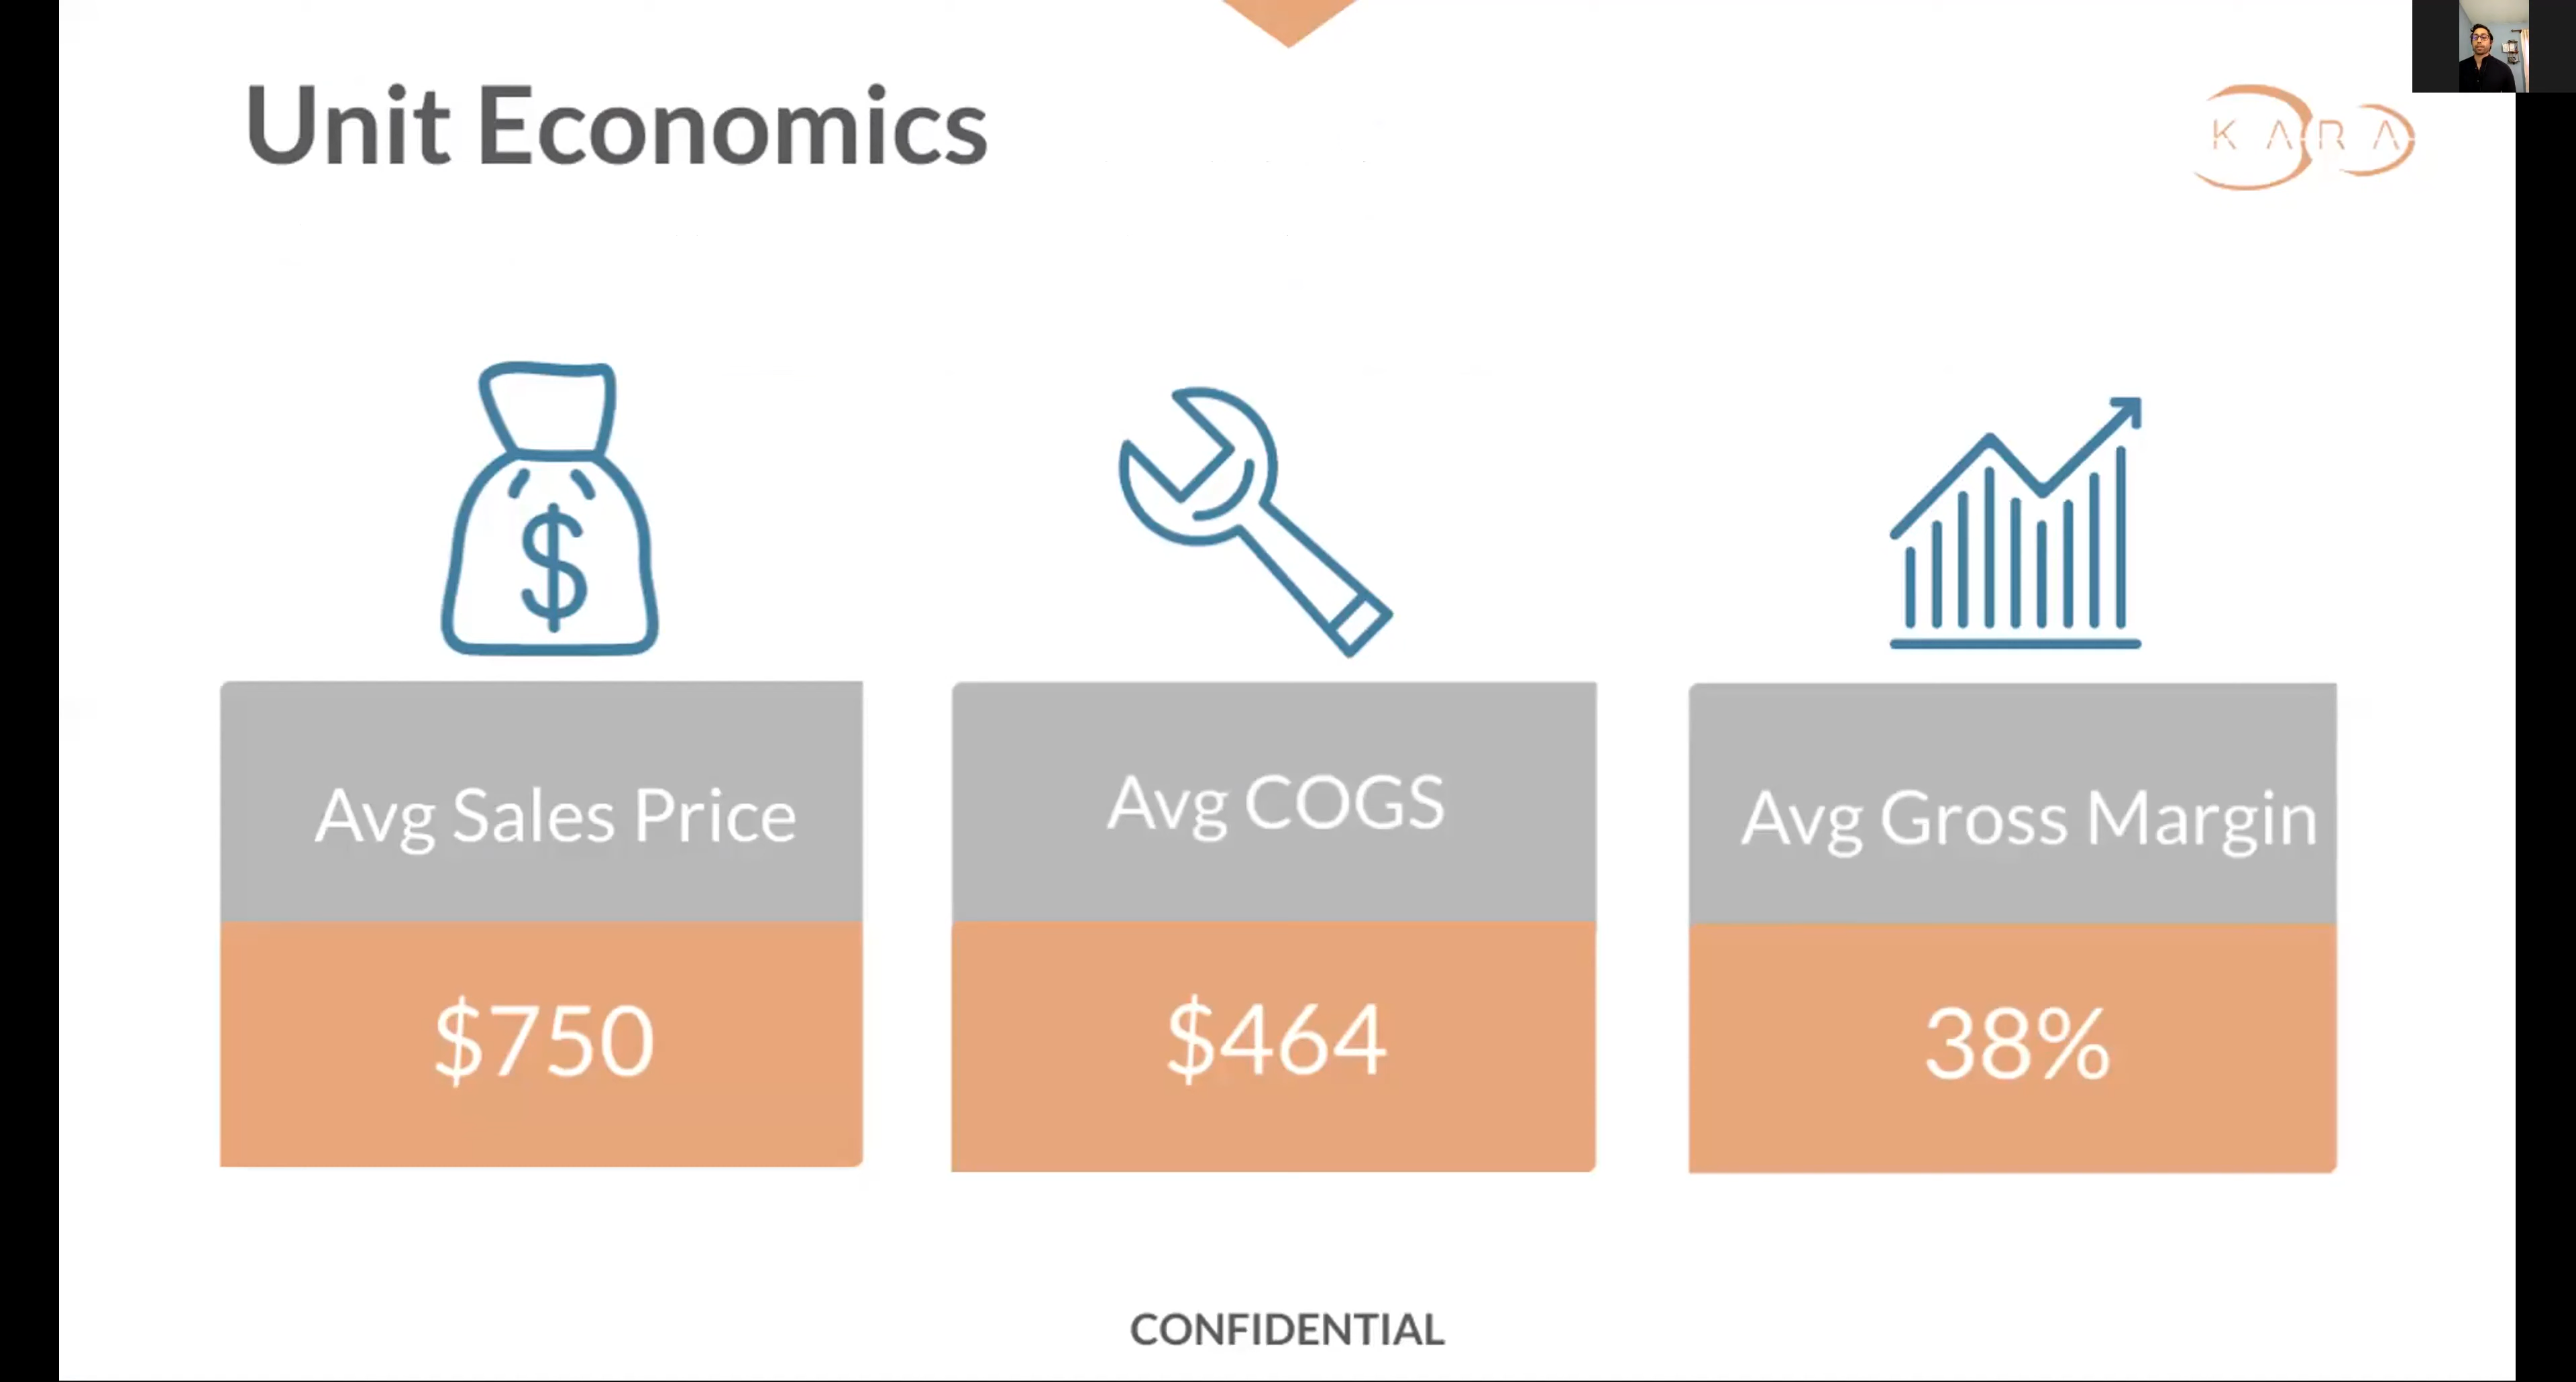 Unit Economics
KARA
$
Avg Sales Price
Avg COGS
Avg Gross Margin
$750
$464
38%
CONFIDENTIAL